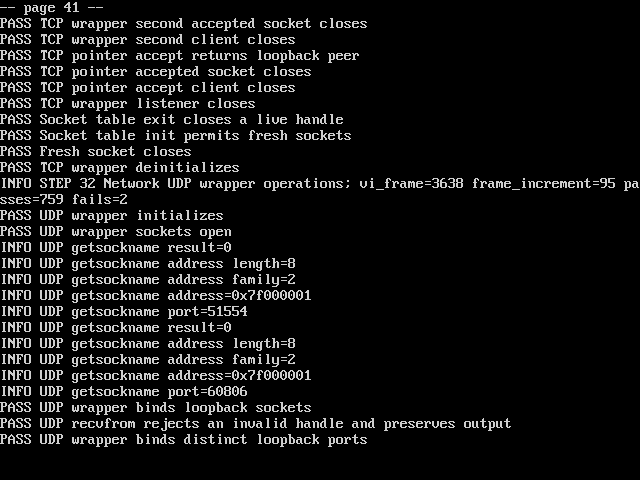 -- page 41 --
PASS TCP wrapper second accepted socket closes
PASS TCP wrapper second client closes
PASS TCP pointer accept returns loopback peer
PASS TCP pointer accepted socket closes
PASS TCP pointer accept client closes
PASS TCP wrapper listener closes
PASS Socket table exit closes a live handle
PASS Socket table init permits fresh sockets
PASS Fresh socket closes
PASS TCP wrapper deinitializes
INFO STEP 32 Network UDP wrapper operations; vi_frame=3638 frame_increment=95 pa
sses=759 fails=2
PASS UDP wrapper initializes
PASS UDP wrapper sockets open
INFO UDP getsockname result=0
INFO UDP getsockname address length=8
INFO UDP getsockname address family=2
INFO UDP getsockname address=0x7f000001
INFO UDP getsockname port=51554
INFO UDP getsockname result=0
INFO UDP getsockname address length=8
INFO UDP getsockname address family=2
INFO UDP getsockname address=0x7f000001
INFO UDP getsockname port=60806
PASS UDP wrapper binds loopback sockets
PASS UDP recvfrom rejects an invalid handle and preserves output
PASS UDP wrapper binds distinct loopback ports